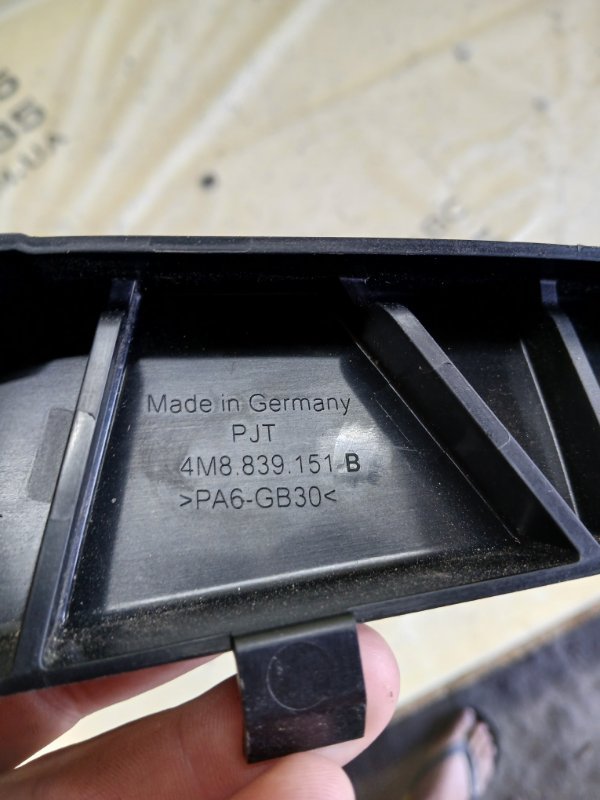 Made in Germany
PJT
4M8.839.151 B
>PA6-GB30<